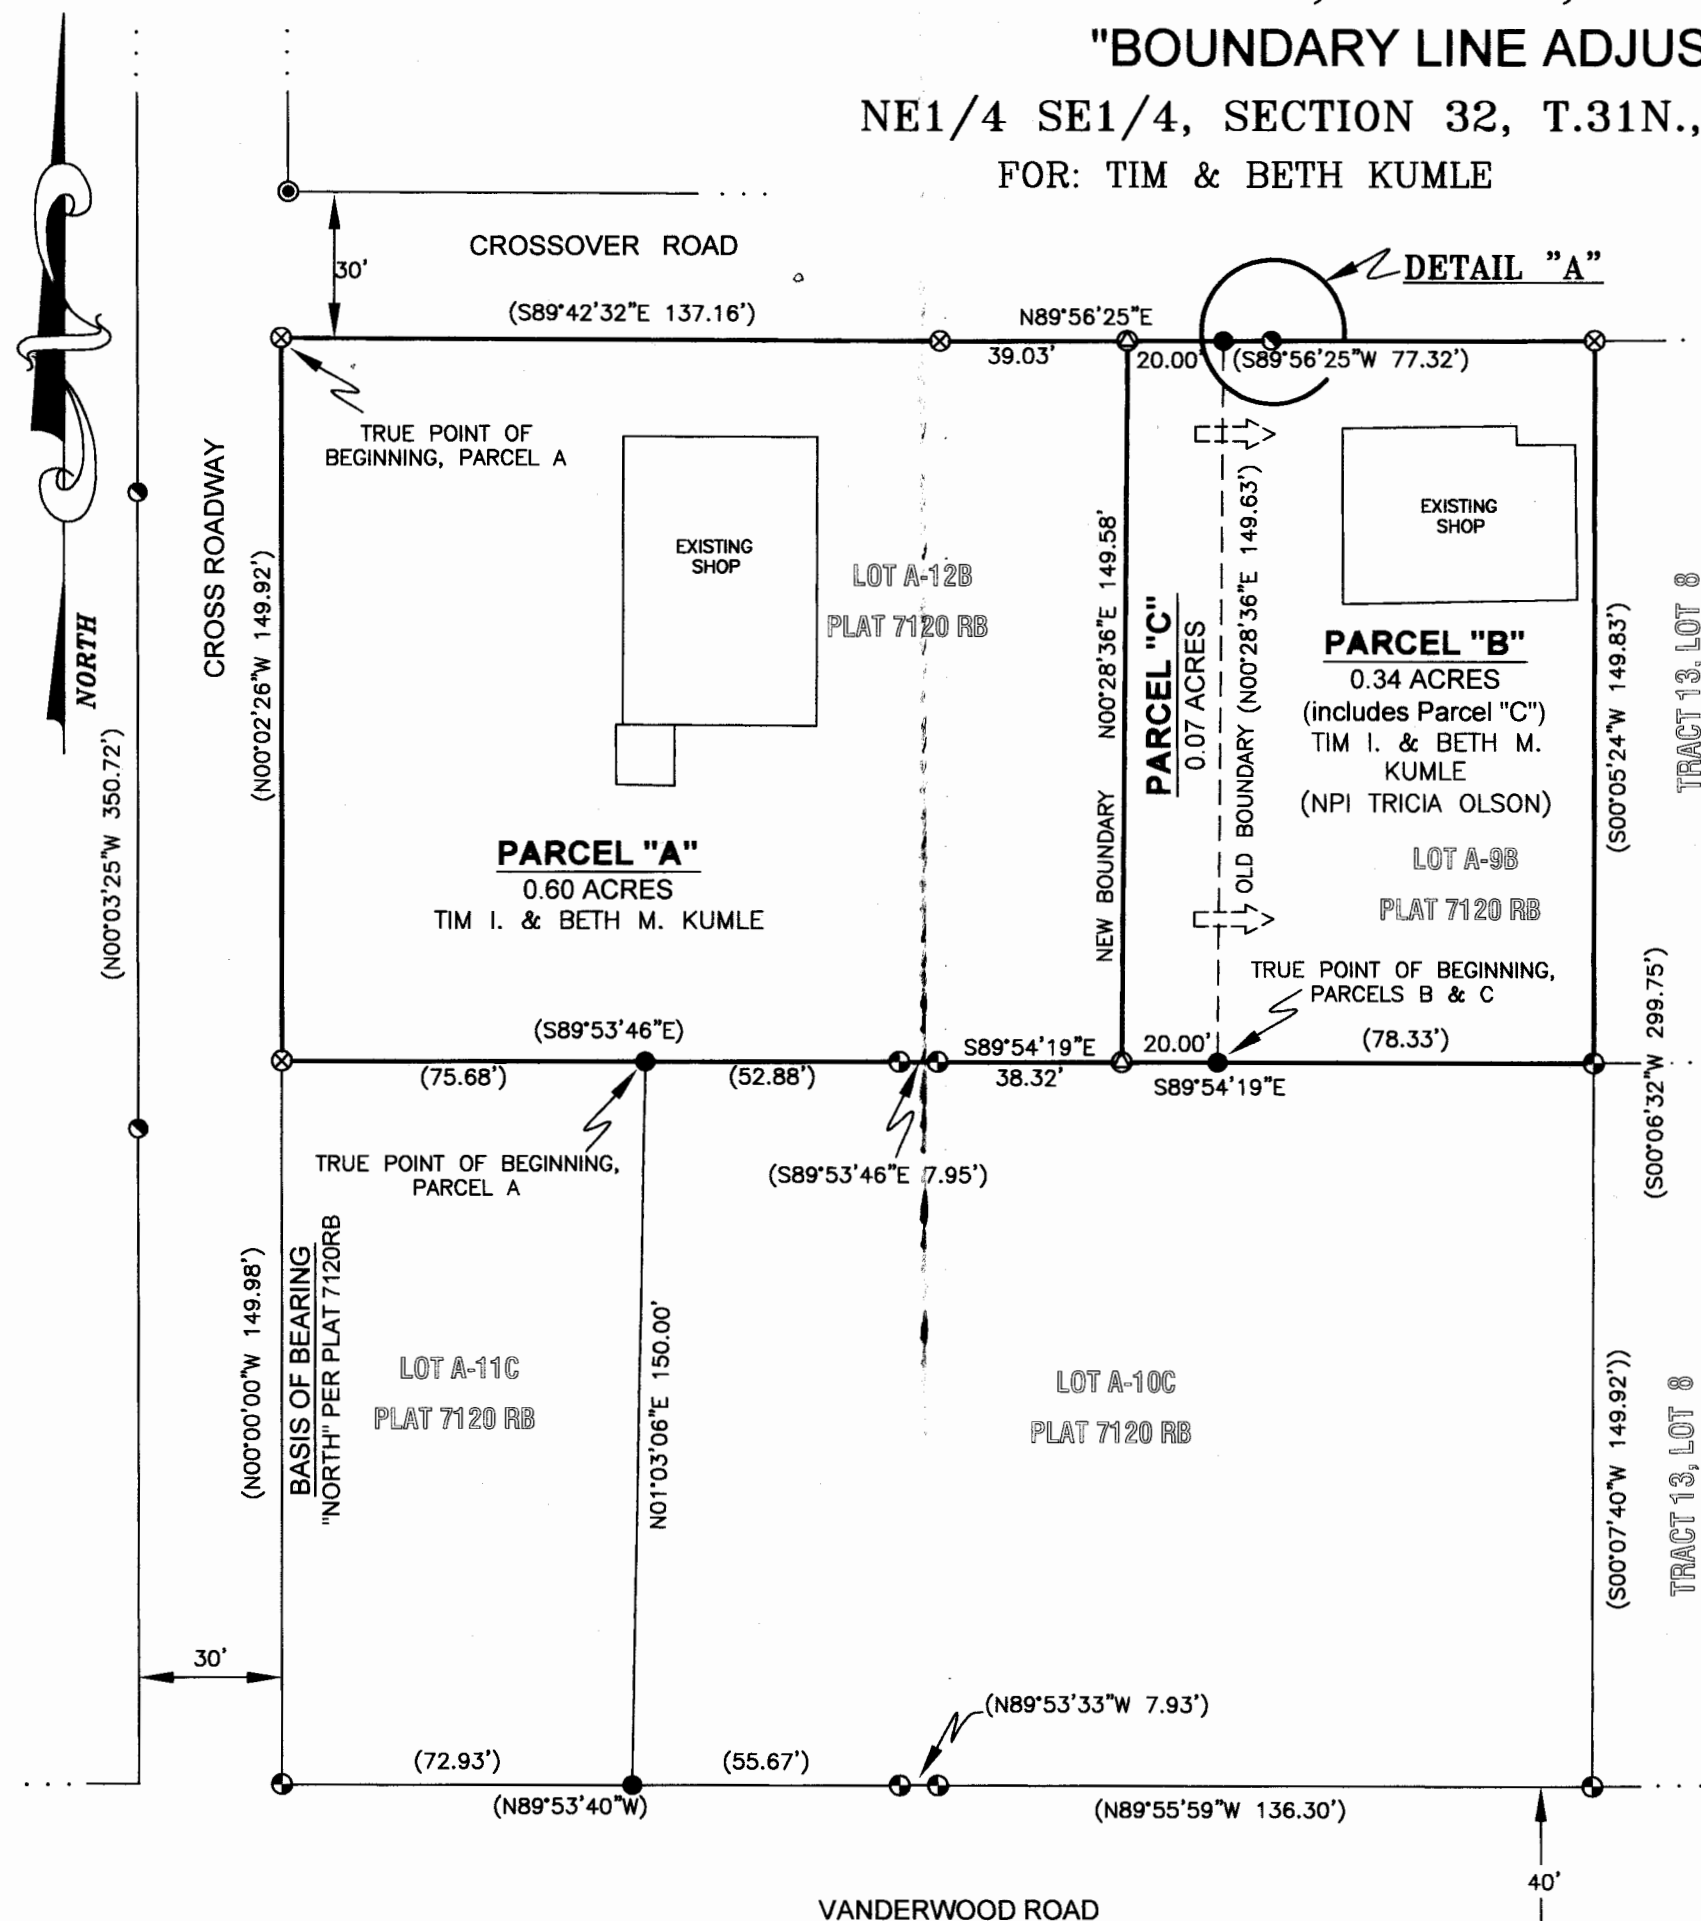 "BOUNDARY LINE ADJUS
NE1/4 SE1/4, SECTION 32, T.31N.,
FOR: TIM & BETH KUMLE
CROSSOVER ROAD
30'
DETAIL "A"
(S89°42'32"E 137.16')
N89°56'25"E
39.03'
20.00'
(S89°56'25"W 77.32')
TRUE POINT OF
BEGINNING, PARCEL A
CROSS ROADWAY
(N00°02'26"W 149.92')
NORTH
(N00°03'25"W 350.72')
EXISTING
SHOP
LOT A-12B
PLAT 7120 RB
NEW BOUNDARY N00°28'36"E 149.58'
PARCEL "C"
0.07 ACRES
OLD BOUNDARY (N00°28'36"E 149.63')
EXISTING
SHOP
PARCEL "B"
0.34 ACRES
(includes Parcel "C")
TIM I. & BETH M.
KUMLE
(NPI TRICIA OLSON)
LOT A-9B
PLAT 7120 RB
(S00°05'24"W 149.83')
TRACT 13, LOT 8
PARCEL "A"
0.60 ACRES
TIM I. & BETH M. KUMLE
TRUE POINT OF BEGINNING,
PARCELS B & C
(S89°53'46"E)
(75.68')
(52.88')
S89°54'19"E
38.32'
20.00'
S89°54'19"E
(78.33')
(S00°06'32"W 299.75')
TRUE POINT OF BEGINNING,
PARCEL A
(S89°53'46"E 7.95')
(N00°00'00"W 149.98')
BASIS OF BEARING
"NORTH" PER PLAT 7120RB
LOT A-11C
PLAT 7120 RB
N01°03'06"E 150.00'
LOT A-10C
PLAT 7120 RB
(S00°07'40"W 149.92'))
TRACT 13, LOT 8
30'
(N89°53'33"W 7.93')
(72.93')
(55.67')
(N89°53'40"W)
(N89°55'59"W 136.30')
40'
VANDERWOOD ROAD